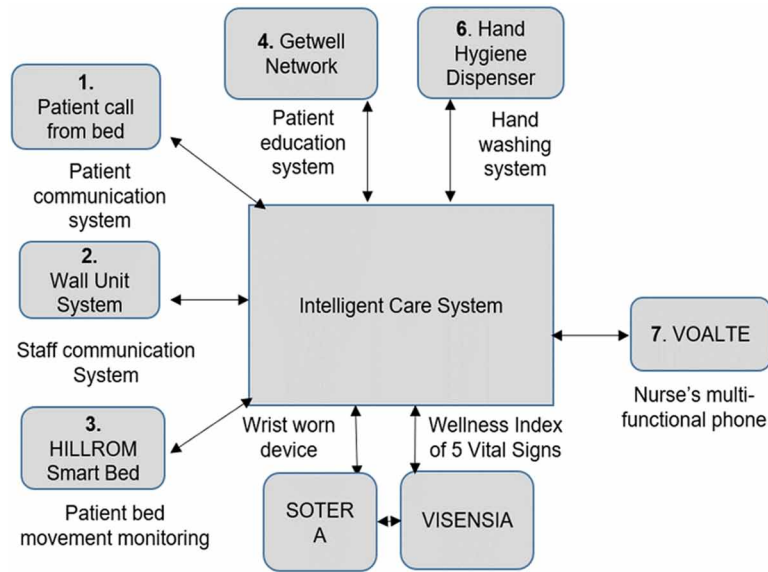 1.
Patient call
from bed
Patient
communication
system
2.
Wall Unit
System
Staff communication
System
3.
HILLROM
Smart Bed
Patient bed
movement monitoring
4. Getwell
Network
Patient
education
system
6. Hand
Hygiene
Dispenser
Hand
washing
system
Intelligent Care System
Wrist worn
device
Wellness Index
of 5 Vital Signs
SOTER
A
VISENSIA
7. VOALTE
Nurse's multi-
functional phone